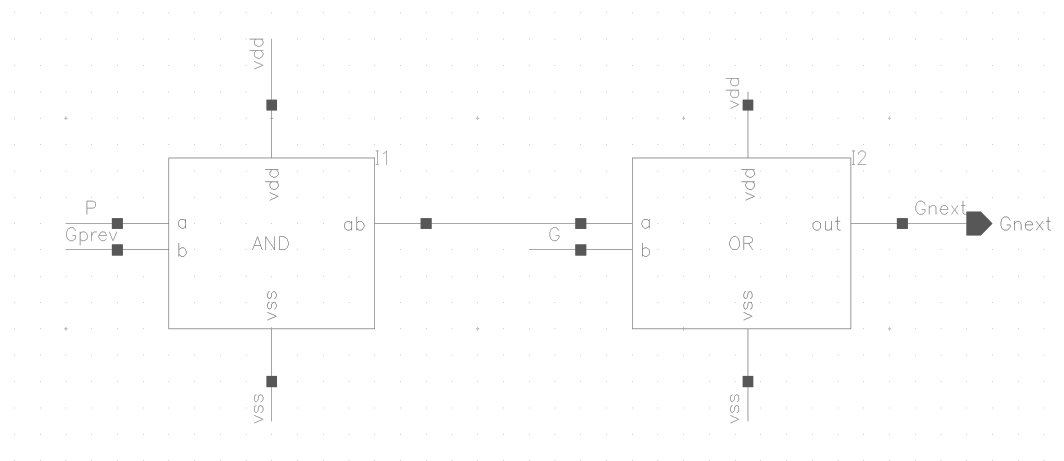 vdd
vdd
I1
I2
vdd
vdd
P
a
ab
a
out
Gnext
Gnext
Gprev
b
AND
G
b
OR
vss
vss
vss
vss